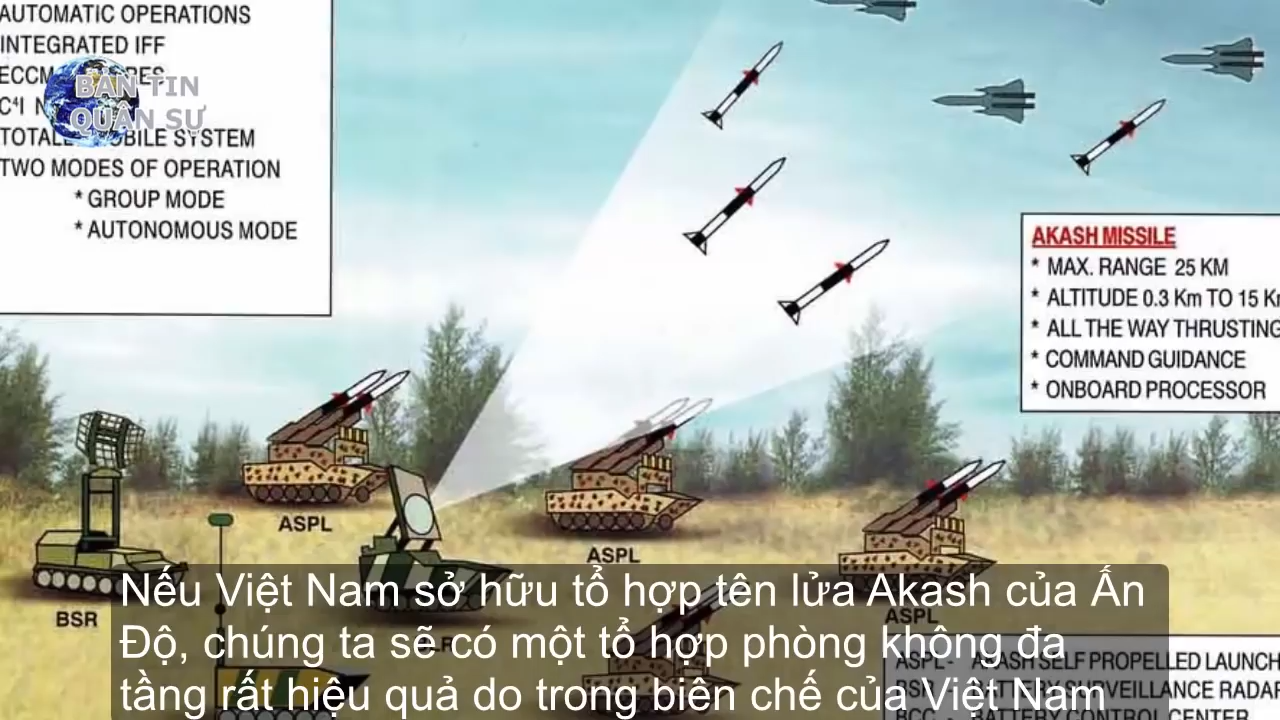 AUTOMATIC OPERATIONS
INTEGRATED IFF
ECCM
C⁴I
MOBILE SYSTEM
TWO MODES OF OPERATION
* GROUP MODE
* AUTONOMOUS MODE
BẢN TIN
QUÂN SỰ
AKASH MISSILE
* MAX. RANGE 25 KM
* ALTITUDE 0.3 Km TO 15
* ALL THE WAY THRUSTING
* COMMAND GUIDANCE
* ONBOARD PROCESSOR
ASPL
ASPL
ASPL
BSR
ASPL - AKASH SELF PROPELLED
BATTERY SURVEILLANCE RADAR
BCC - BATTERY CONTROL CENTER
Nếu Việt Nam sở hữu tổ hợp tên lửa Akash của Ấn
Độ, chúng ta sẽ có một tổ hợp phòng không đa
tầng rất hiệu quả do trong biên chế của Việt Nam